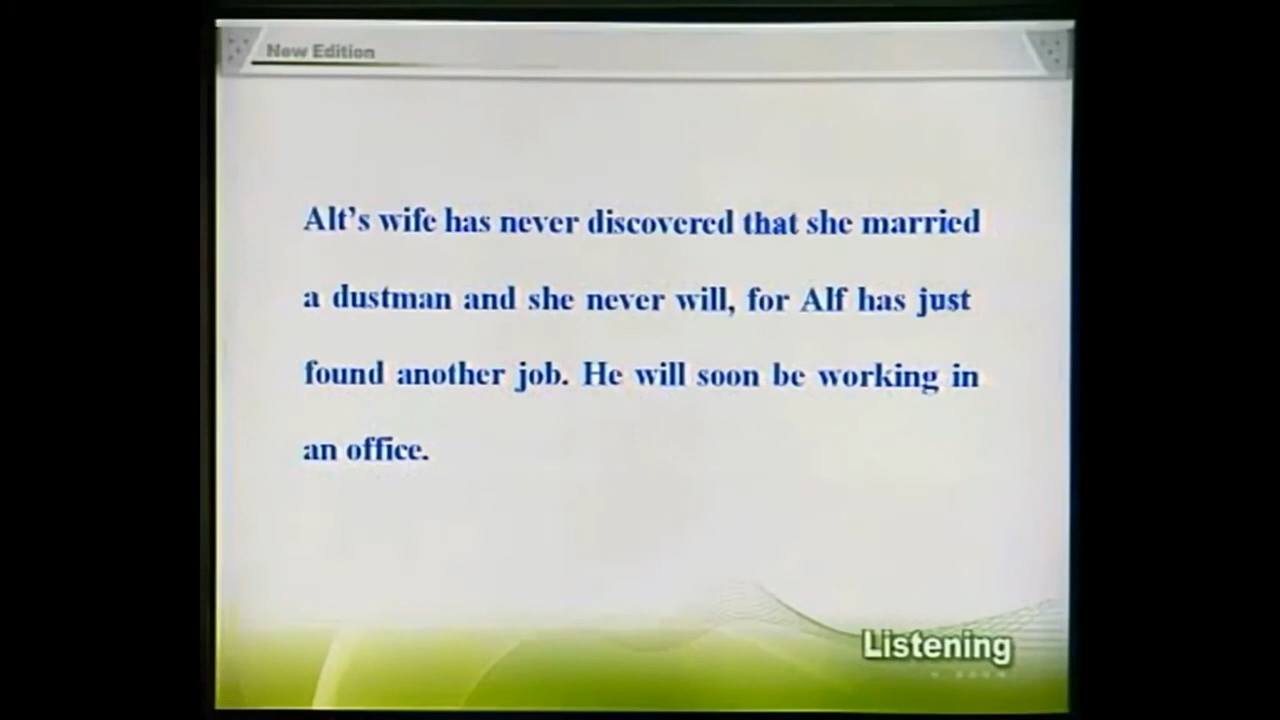 New Edition
Alt's wife has never discovered that she married
a dustman and she never will, for Alf has just
found another job. He will soon be working in
an office.
Listening